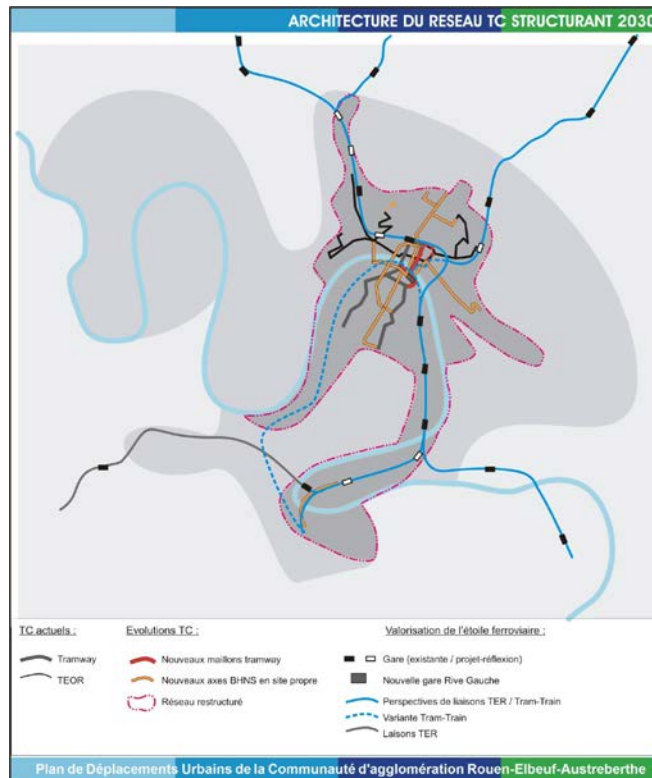 ARCHITECTURE DU RESEAU TC STRUCTURANT 2030
TC actuels :
Tramway
TEOR
Evolutions TC :
Nouveaux maillons tramway
Nouveaux axes BHNS en site propre
Réseau restructuré
Valorisation de l'étoile ferroviaire :
Gare (existante / projet-réflexion)
Nouvelle gare Rive Gauche
Perspectives de liaisons TER / Tram-Train
Variante Tram-Train
Liaisons TER
Plan de Déplacements Urbains de la Communauté d'agglomération Rouen-Elbeuf-Austreberthe